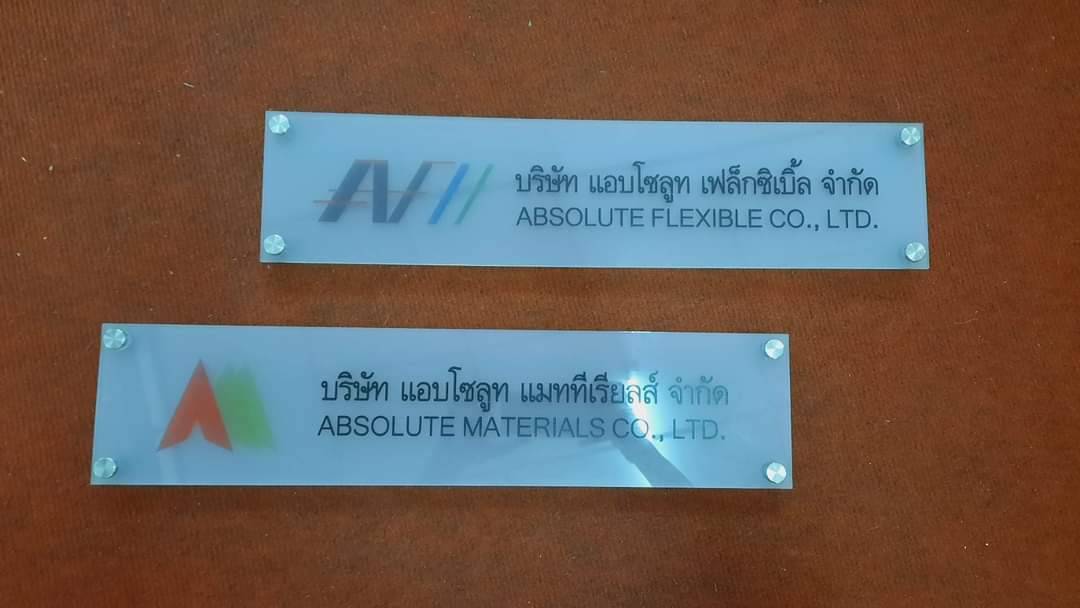 บริษัท แอบโซลูท เฟล็กซิเบิ้ล จำกัด
ABSOLUTE FLEXIBLE CO., LTD.
บริษัท แอบโซลูท แมททีเรียลส์ จำกัด
ABSOLUTE MATERIALS CO., LTD.